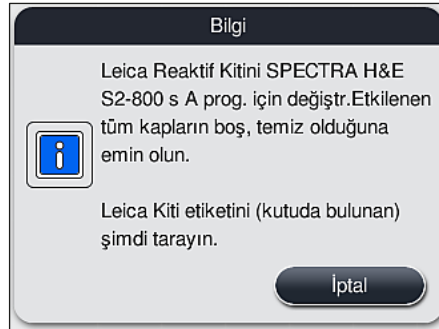 Bilgi
Leica Reaktif Kitini SPECTRA H&E
S2-800 s A prog. için değiştr.Etkilenen
tüm kapların boş, temiz olduğuna
emin olun.
Leica Kiti etiketini (kutuda bulunan)
şimdi tarayın.
İptal